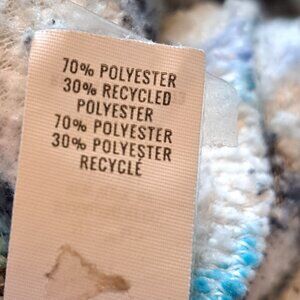 70% POLYESTER
30% RECYCLED
POLYESTER
70% POLYESTER
30% POLYESTER
RECYCLÉ